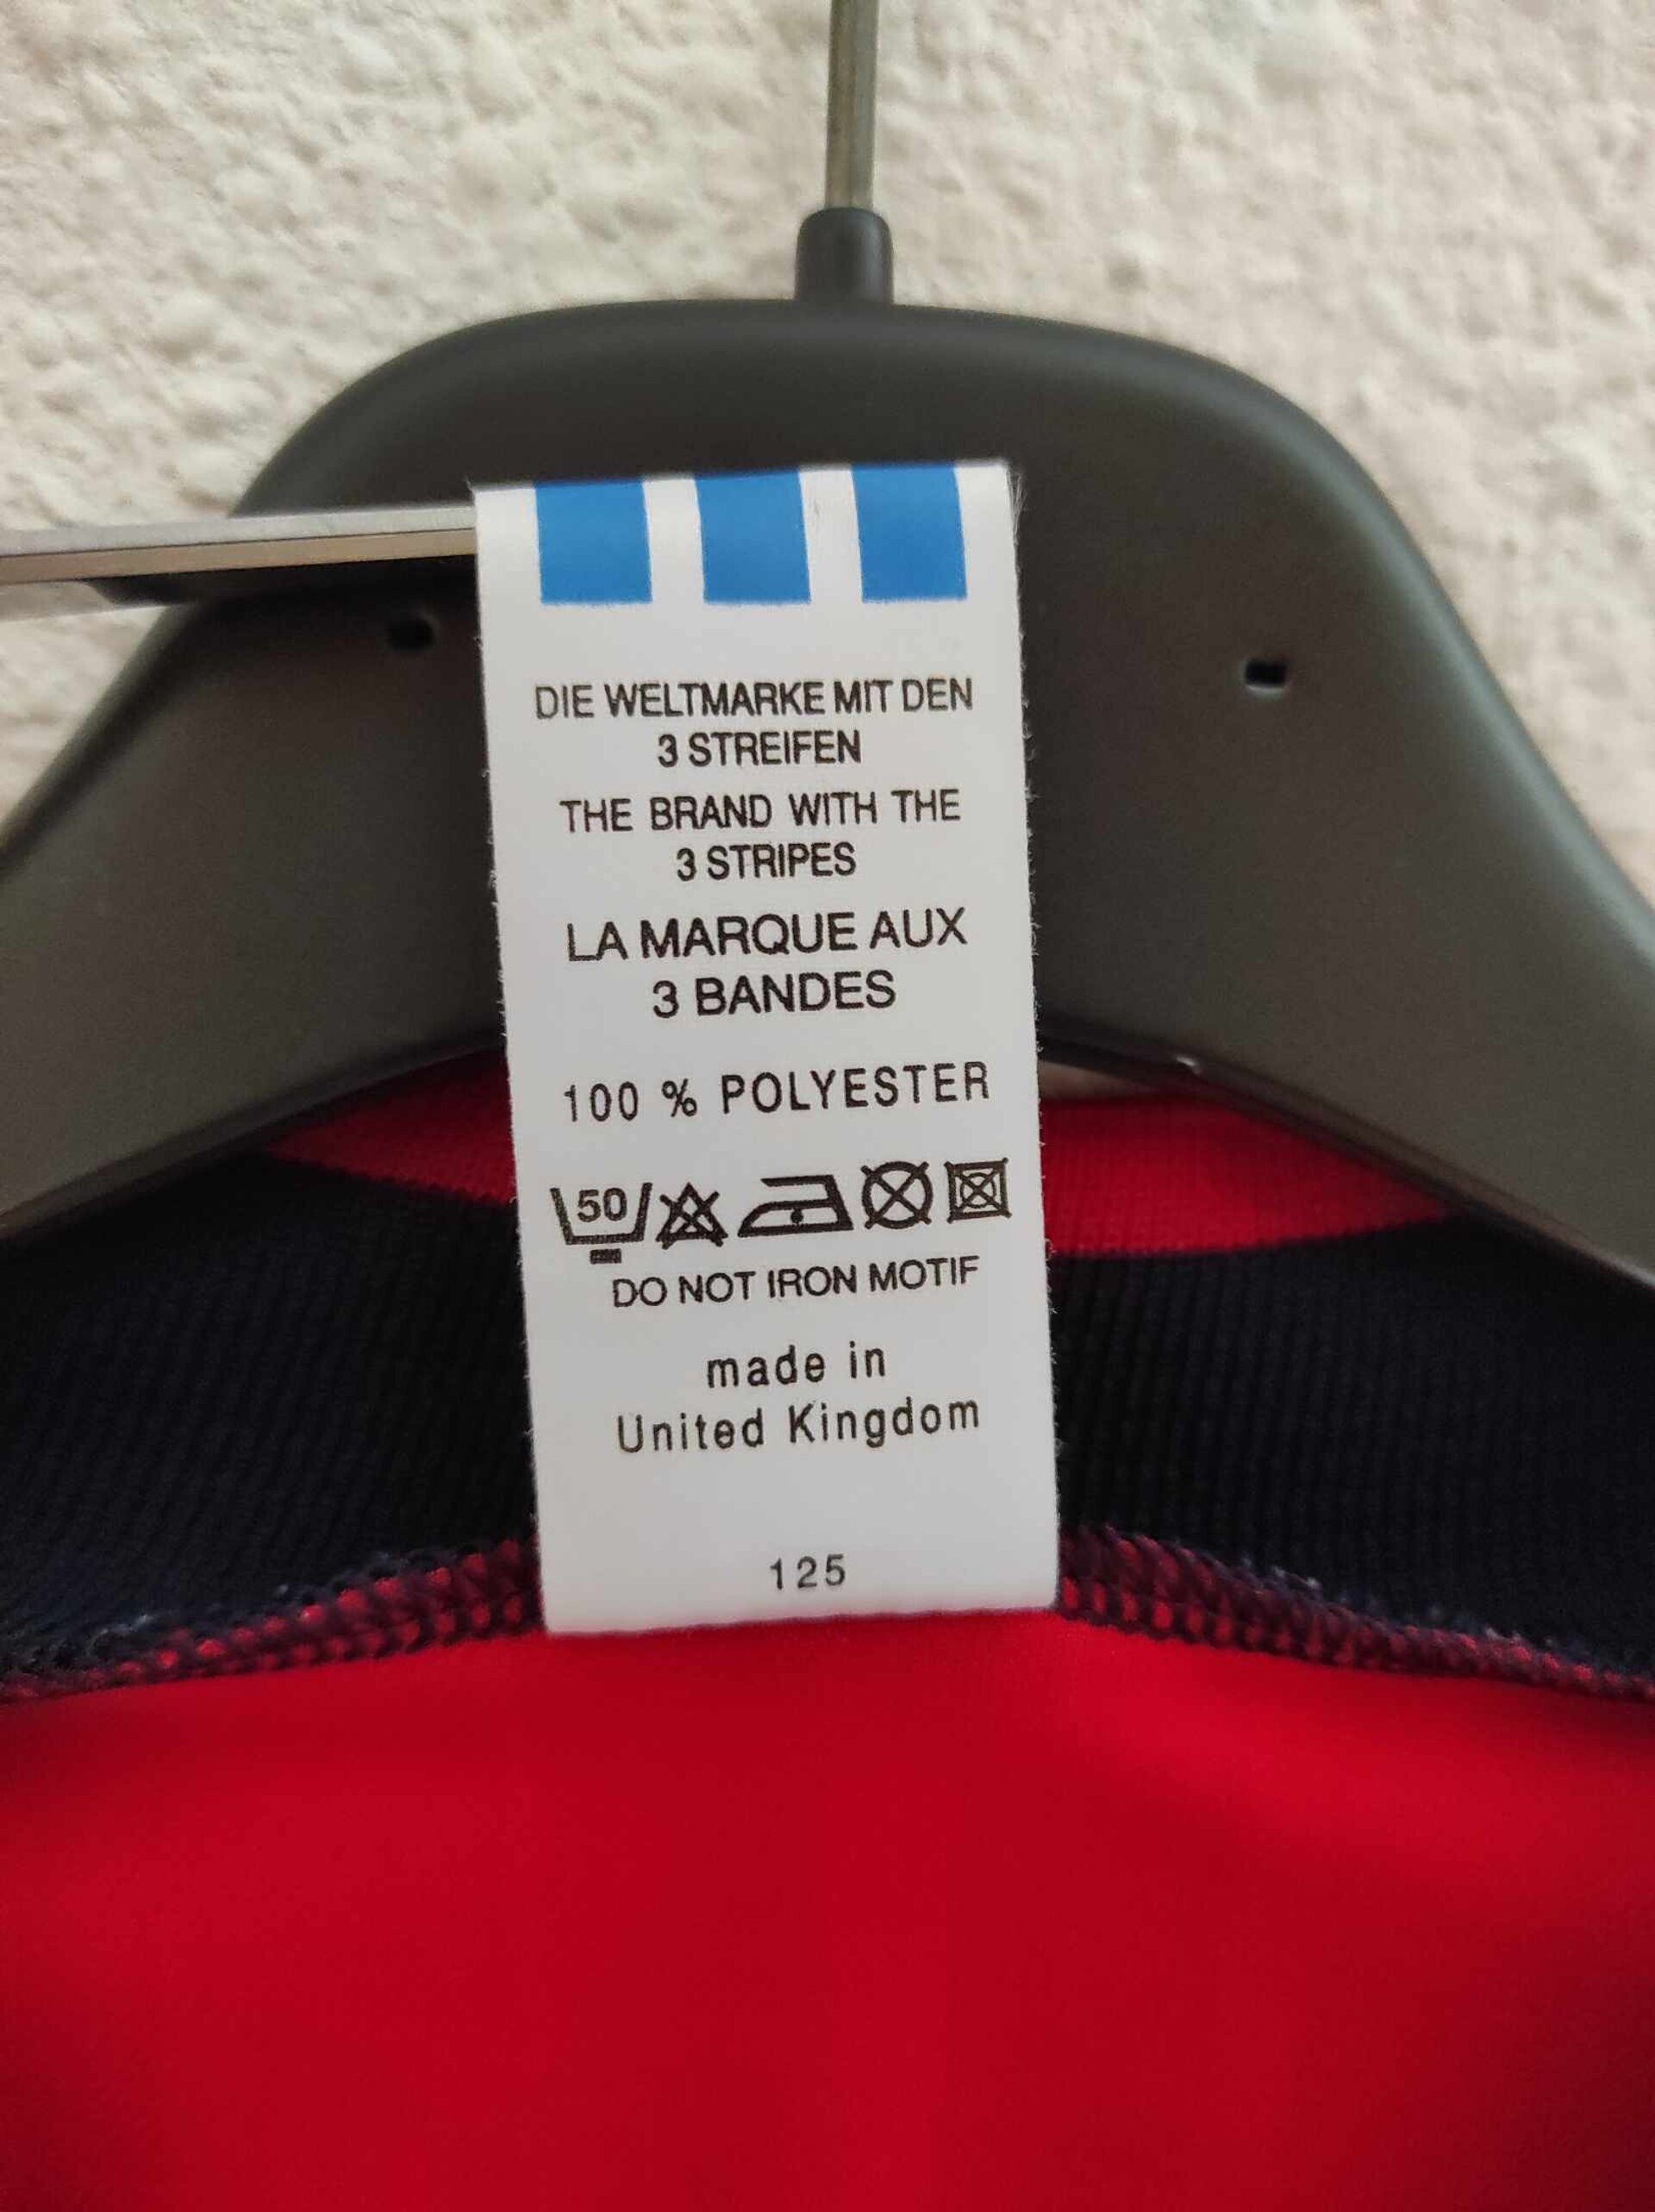 DIE WELTMARKE MIT DEN
3 STREIFEN
THE BRAND WITH THE
3 STRIPES
LA MARQUE AUX
3 BANDES
100 % POLYESTER
50
DO NOT IRON MOTIF
made in
United Kingdom
125